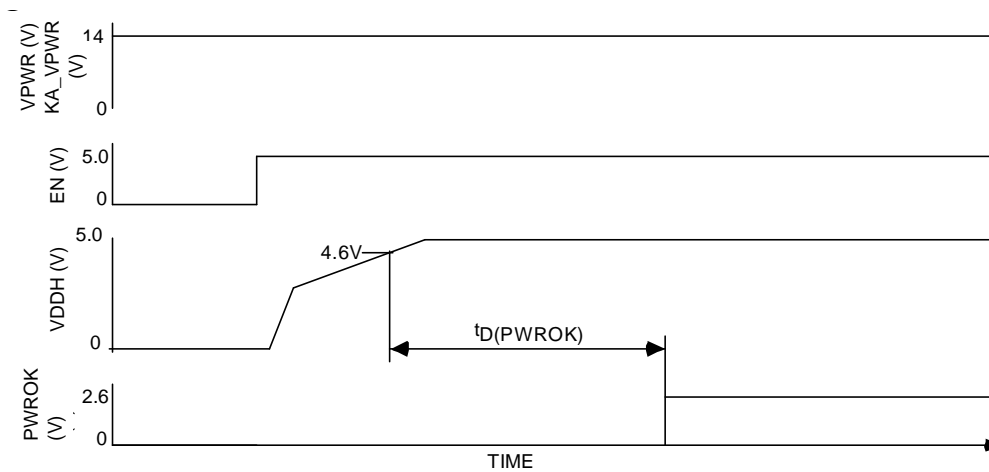 VPWR (V)
KA_VPWR
(V)
14
0
EN (V)
5.0
0
VDDH (V)
5.0
4.6V
0
tD(PWROK)
PWROK
(V)
2.6
0
TIME